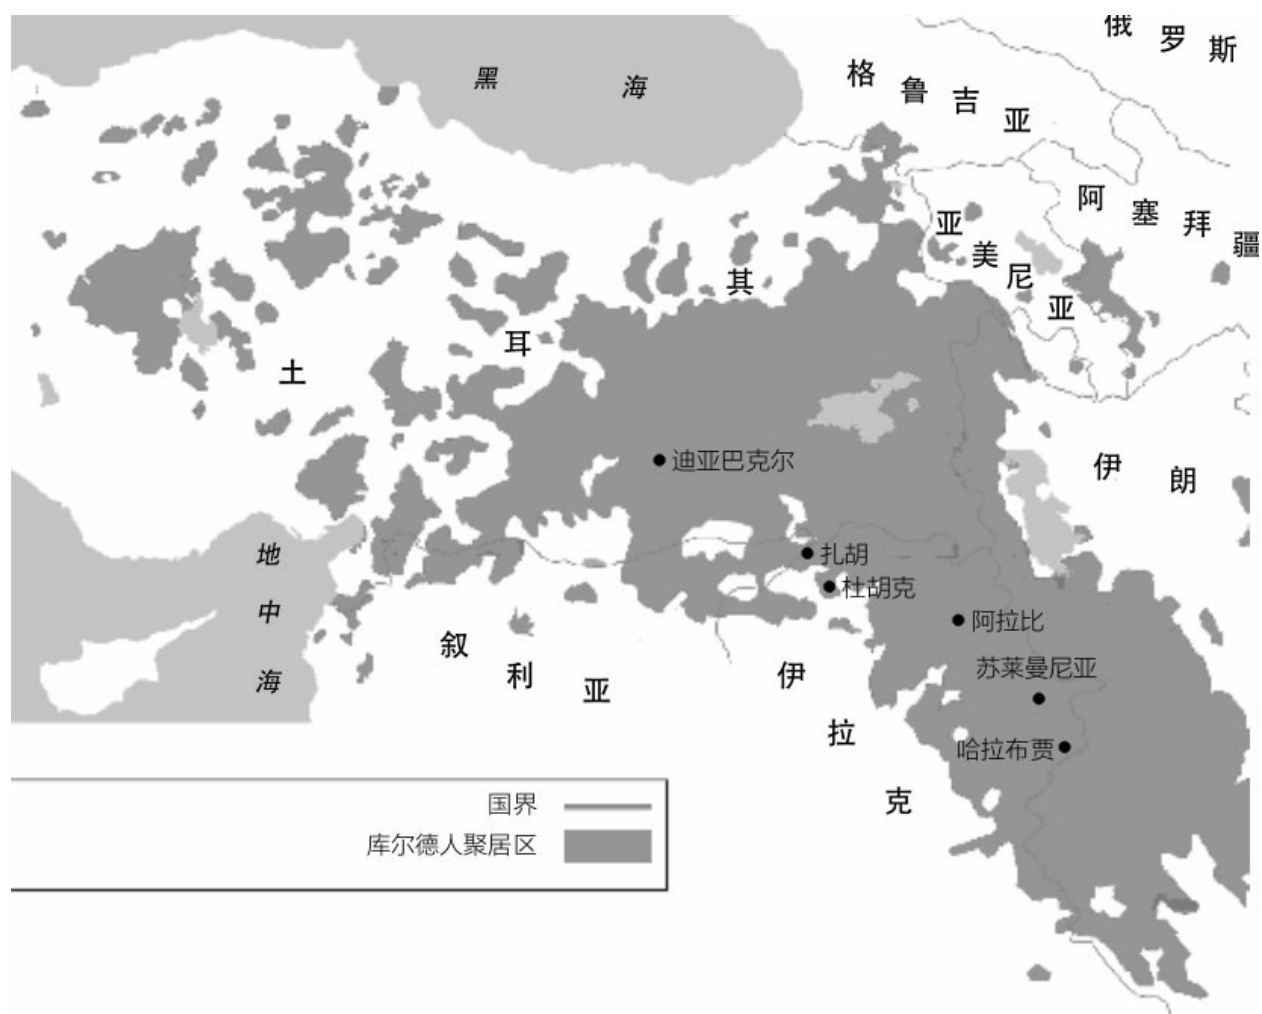 俄罗斯
黑海
格鲁吉亚
阿塞拜疆
亚美尼亚
土耳其
伊朗
迪亚巴克尔
扎胡
杜胡克
地中海
阿拉比
叙利亚
苏莱曼尼亚
伊拉克
哈拉布贾
国界
库尔德人聚居区